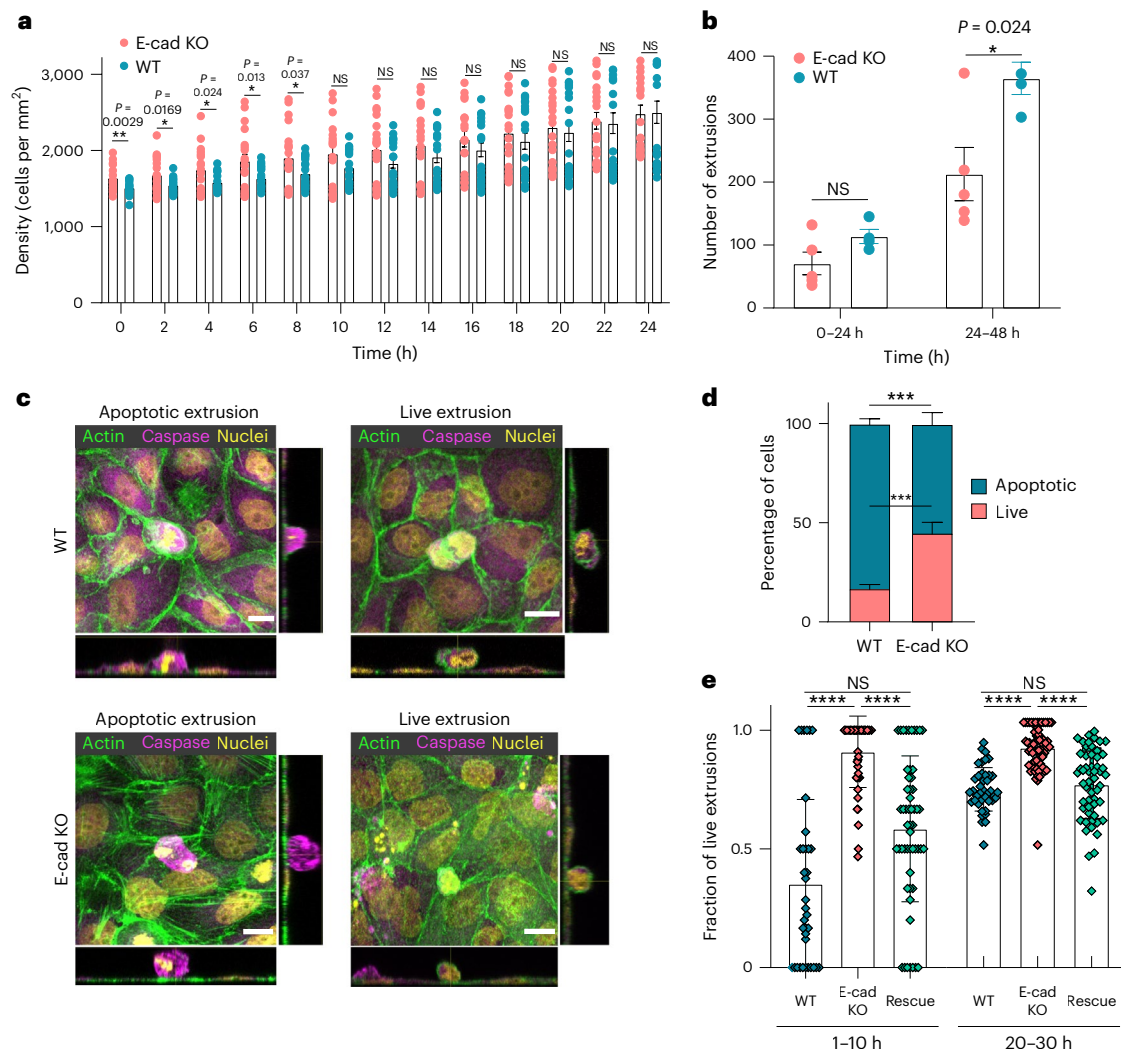 a
E-cad KO
WT
Density (cells per mm2)
3,000
2,000
1,000
0
P =
0.0029
**
P =
0.0169
*
P =
0.024
*
P =
0.013
*
P =
0.037
*
NS
NS
NS
NS
NS
NS
NS
NS
0 2 4 6 8 10 12 14 16 18 20 22 24
Time (h)
b
P = 0.024
*
E-cad KO
WT
NS
Number of extrusions
400
300
200
100
0
0–24 h 24–48 h
Time (h)
c
Apoptotic extrusion Live extrusion
Actin Caspase Nuclei Actin Caspase Nuclei
WT
Apoptotic extrusion Live extrusion
Actin Caspase Nuclei Actin Caspase Nuclei
E-cad KO
d
***
***
Percentage of cells
100
50
0
WT E-cad KO
Apoptotic
Live
e
NS NS
**** **** **** ****
Fraction of live extrusions
1.0
0.5
0
WT E-cad KO Rescue WT E-cad KO Rescue
1–10 h 20–30 h